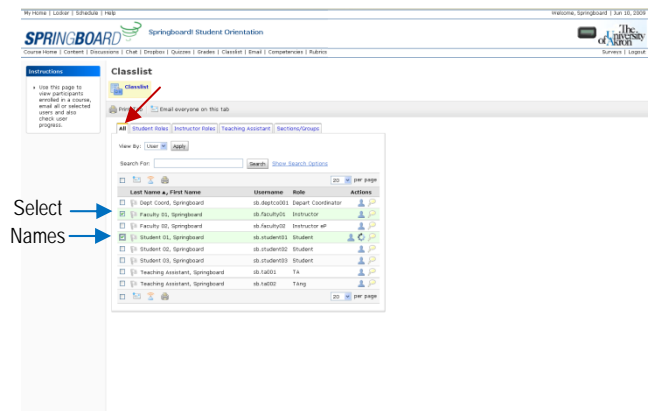 My Home | Locker | Schedule | Help
Welcome, Springboard | Jun 10, 2009
SPRINGBOARD
Springboard! Student Orientation
The University of Akron
Course Home | Content | Discussions | Chat | Dropbox | Quizzes | Grades | Classlist | Email | Competencies | Rubrics
Surveys | Logout
Instructions
Use this page to
view participants
enrolled in a course,
email all or selected
users and also
check user
progress.
Classlist
Classlist
Email everyone on this tab
All | Student Roles | Instructor Roles | Teaching Assistant | Sections/Groups
View By: User Apply
Search For: Search Show Search Options
20 per page
Last Name ▲, First Name Username Role Actions
Dept Coord, Springboard sb.deptco001 Depart Coordinator
Select
Faculty 01, Springboard sb.faculty01 Instructor
Faculty 02, Springboard sb.faculty02 Instructor eP
Names
Student 01, Springboard sb.student01 Student
Student 02, Springboard sb.student02 Student
Student 03, Springboard sb.student03 Student
Teaching Assistant, Springboard sb.ta001 TA
Teaching Assistant, Springboard sb.ta002 TAng
20 per page